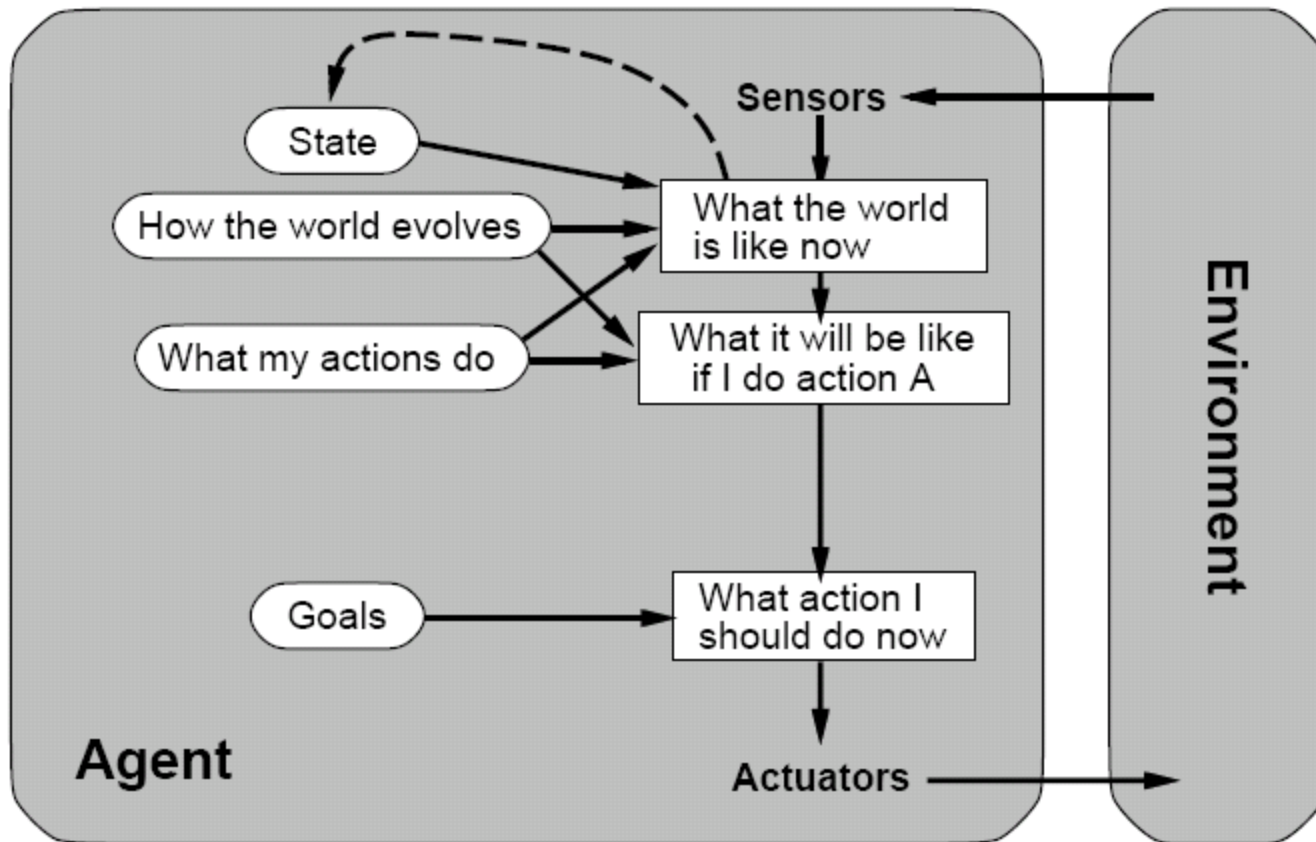 Sensors
State
What the world
is like now
How the world evolves
What it will be like
if I do action A
What my actions do
Environment
Goals
What action I
should do now
Agent
Actuators